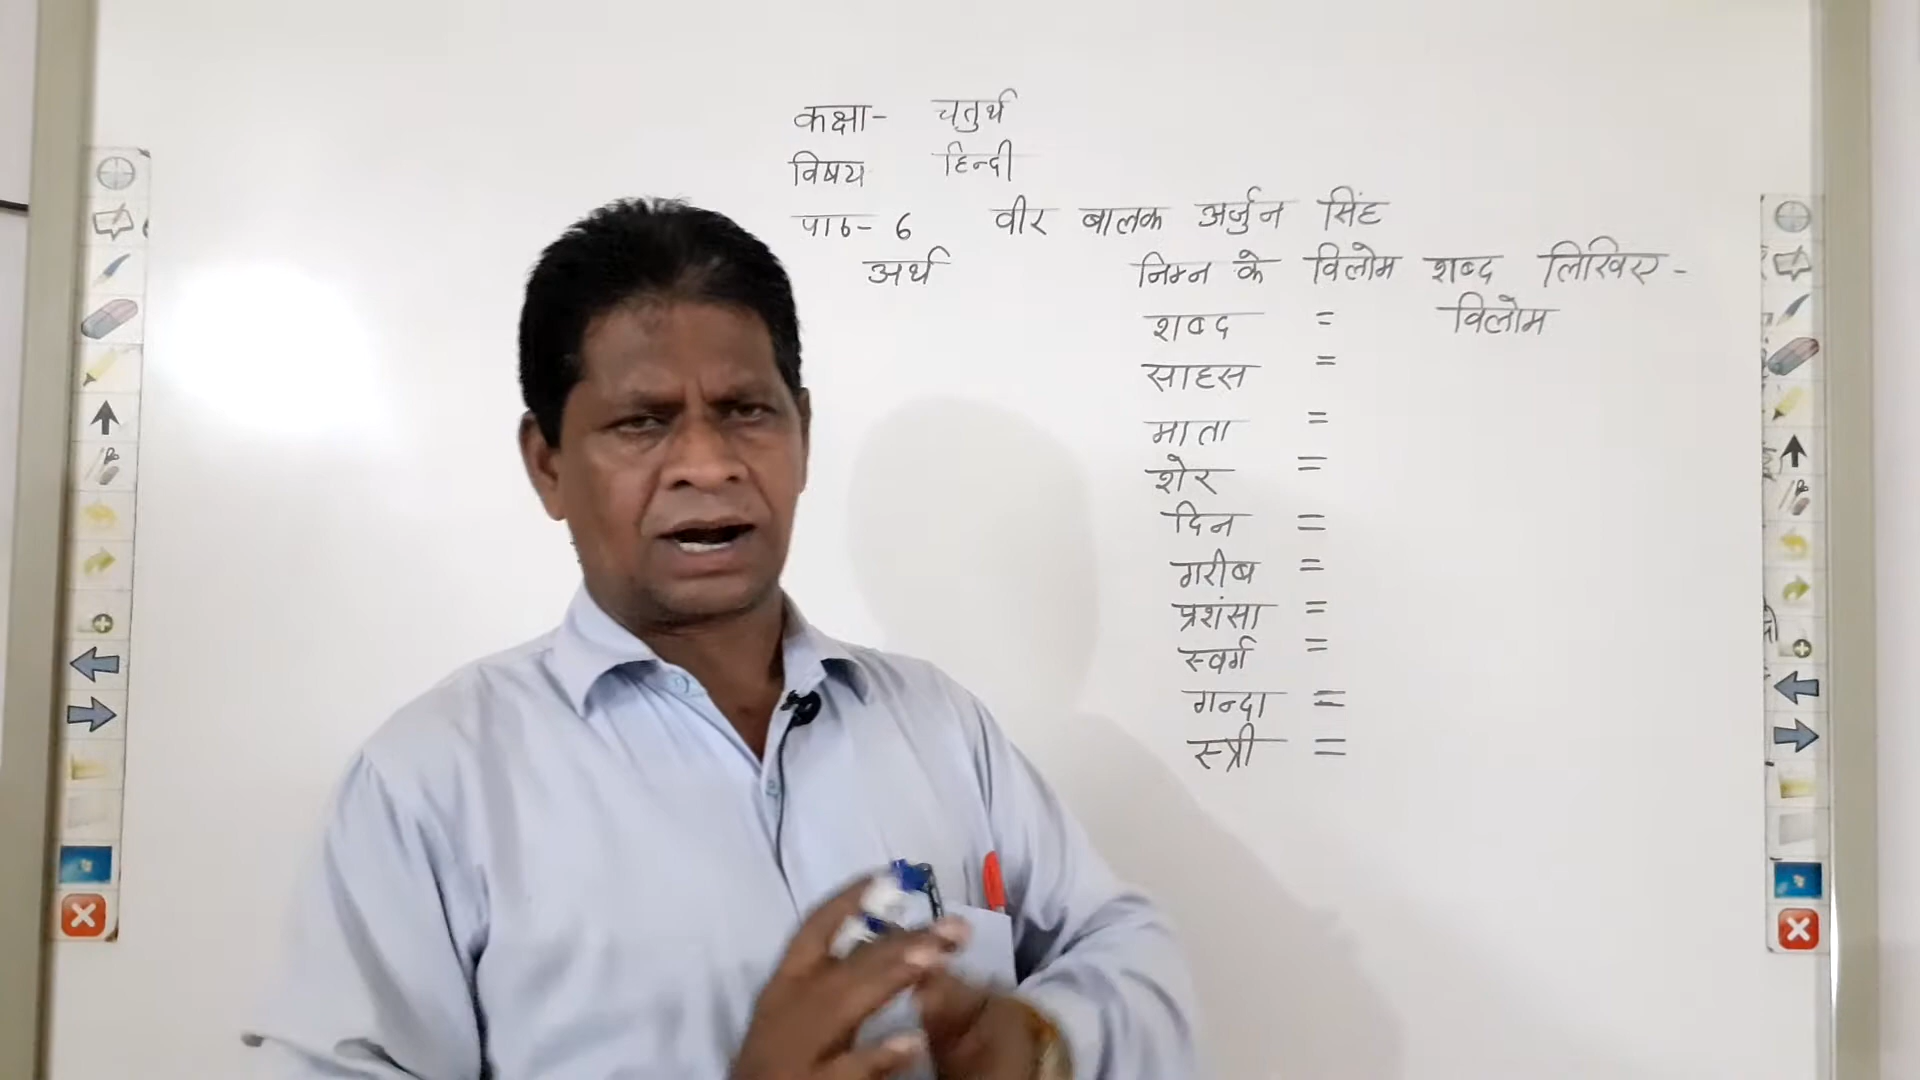 कक्षा- चतुर्थ
विषय हिन्दी
पाठ- 6 वीर बालक अर्जुन सिंह
अर्थ
निम्न के विलोम शब्द लिखिए -
शब्द = विलोम
साहस =
माता =
शेर =
दिन =
गरीब =
प्रशंसा =
स्वर्ग =
गन्दा =
स्त्री =